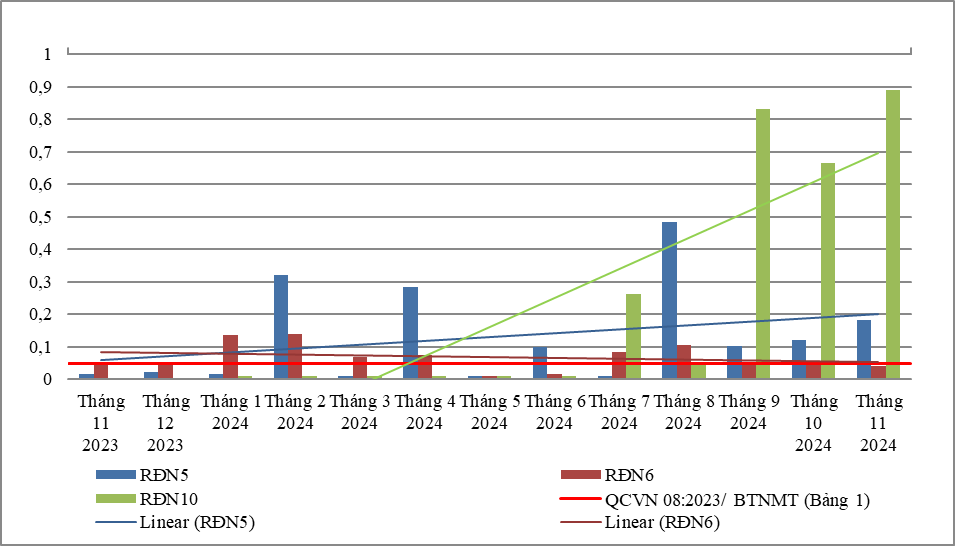 1
0,9
0,8
0,7
0,6
0,5
0,4
0,3
0,2
0,1
0
Tháng 11 2023
Tháng 12 2023
Tháng 1 2024
Tháng 2 2024
Tháng 3 2024
Tháng 4 2024
Tháng 5 2024
Tháng 6 2024
Tháng 7 2024
Tháng 8 2024
Tháng 9 2024
Tháng 10 2024
Tháng 11 2024
RĐN5
RĐN6
RĐN10
QCVN 08:2023/ BTNMT (Bảng 1)
Linear (RĐN5)
Linear (RĐN6)